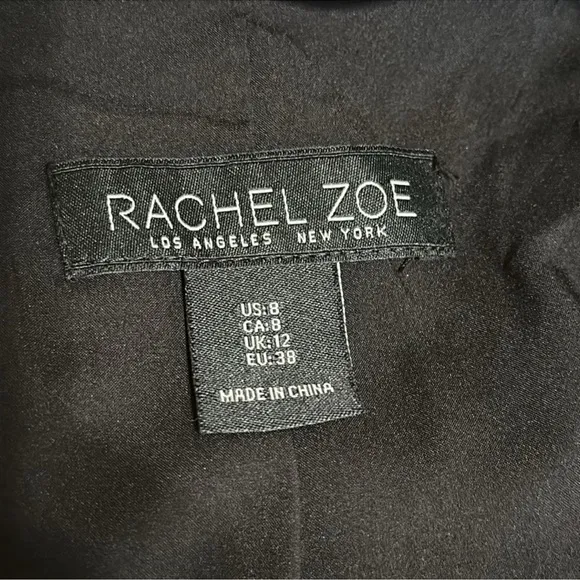 RACHEL ZOE
LOS ANGELES NEW YORK
US:8
CA:8
UK:12
EU:38
MADE IN CHINA